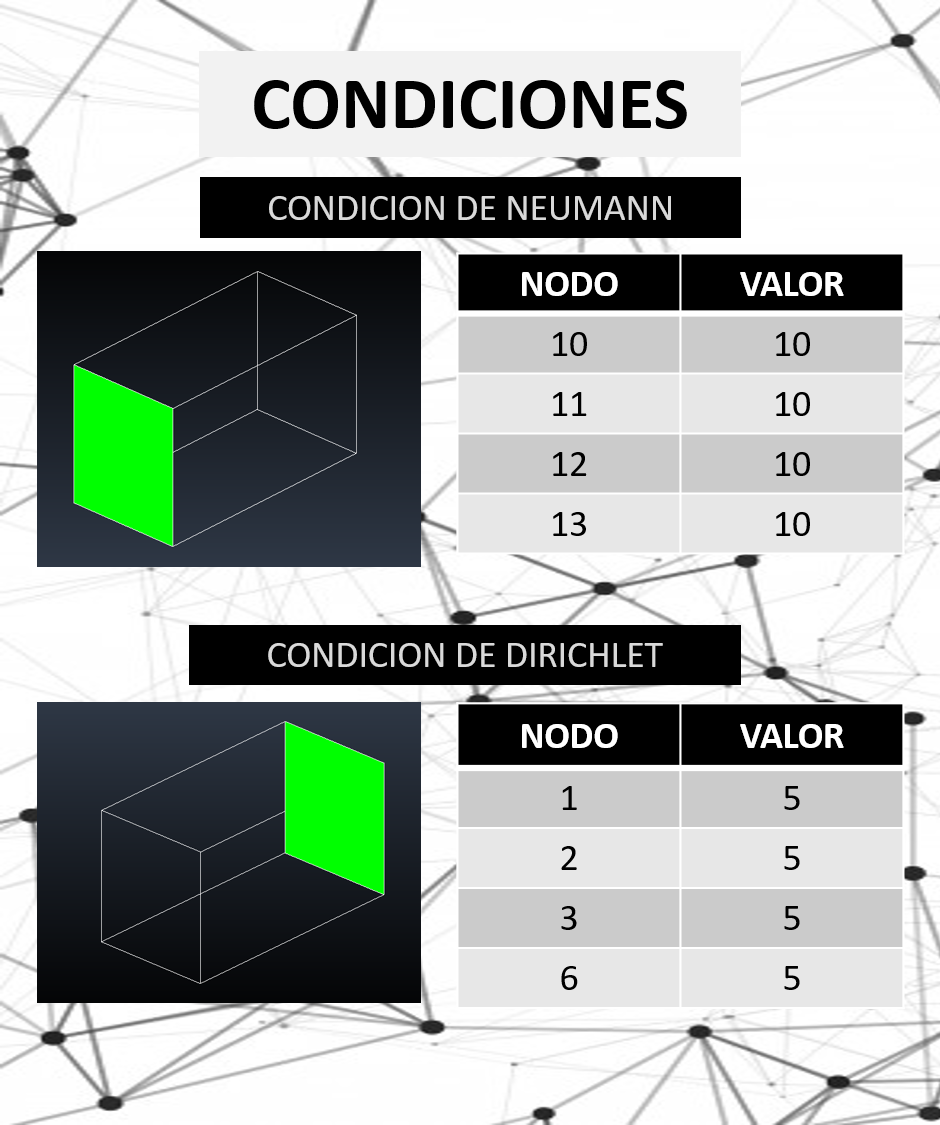 CONDICIONES
CONDICION DE NEUMANN
NODO VALOR
10 10
11 10
12 10
13 10
CONDICION DE DIRICHLET
NODO VALOR
1 5
2 5
3 5
6 5